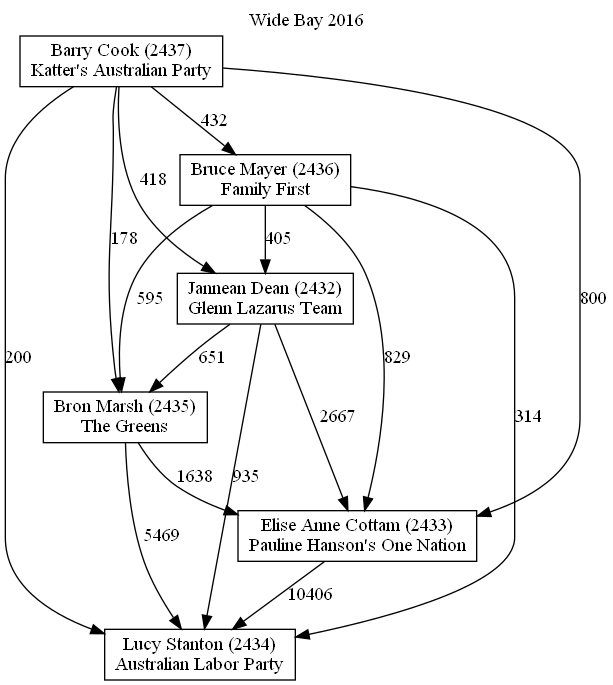 Wide Bay 2016
Barry Cook (2437)
Katter's Australian Party
432
Bruce Mayer (2436)
Family First
418
178
405
Jannean Dean (2432)
Glenn Lazarus Team
595
800
200
651
829
Bron Marsh (2435)
The Greens
2667
314
1638
935
Elise Anne Cottam (2433)
Pauline Hanson's One Nation
5469
10406
Lucy Stanton (2434)
Australian Labor Party